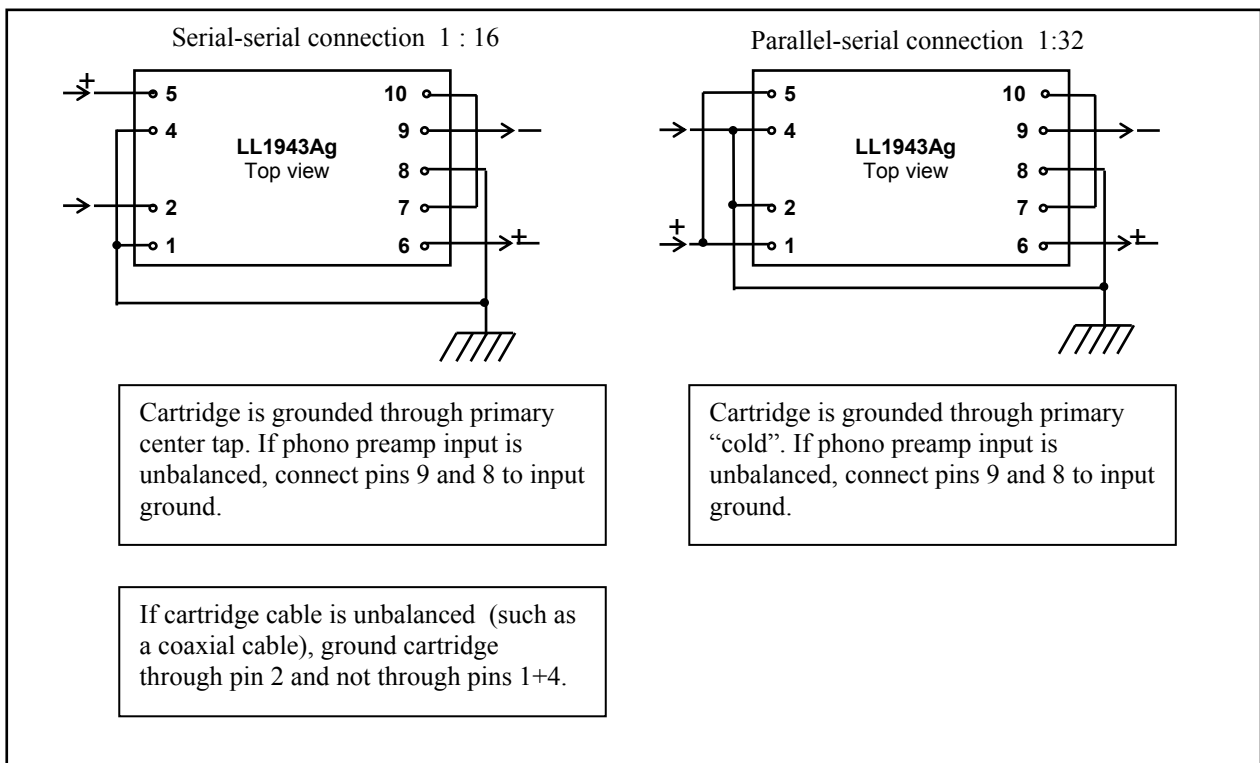 Serial-serial connection 1 : 16
+
5
4
2
1
LL1943Ag
Top view
10
9
8
7
6
+
Cartridge is grounded through primary
center tap. If phono preamp input is
unbalanced, connect pins 9 and 8 to input
ground.
If cartridge cable is unbalanced (such as
a coaxial cable), ground cartridge
through pin 2 and not through pins 1+4.
Parallel-serial connection 1:32
5
4
2
+
1
LL1943Ag
Top view
10
9
8
7
6
+
Cartridge is grounded through primary
“cold”. If phono preamp input is
unbalanced, connect pins 9 and 8 to input
ground.